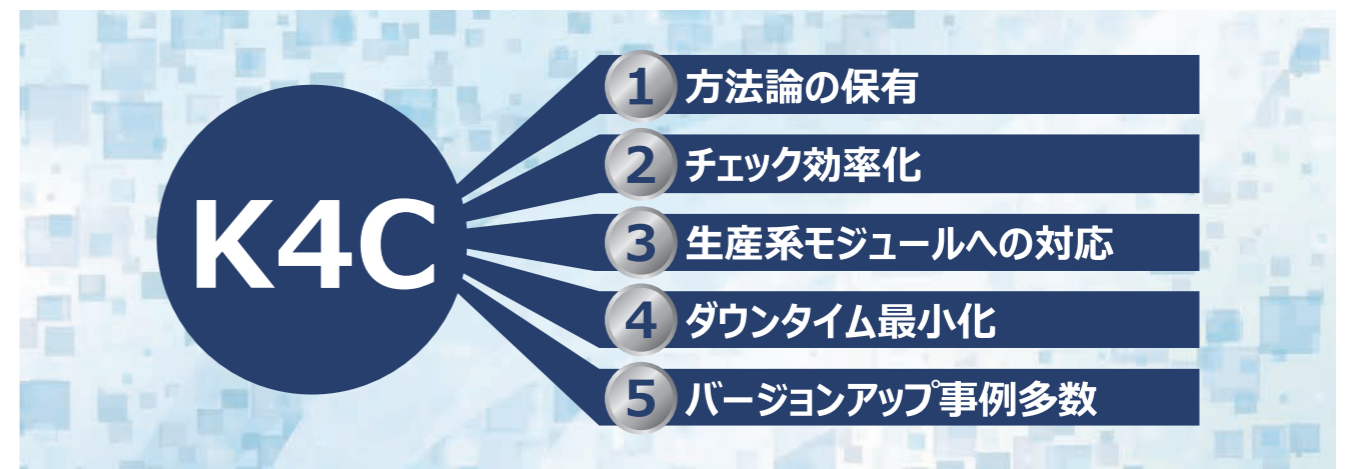 K4C
1 方法論の保有
2 チェック効率化
3 生産系モジュールへの対応
4 ダウンタイム最小化
5 バージョンアップ事例多数